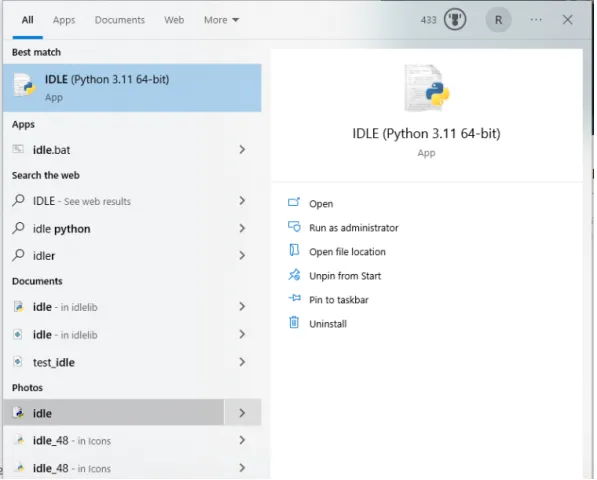 All Apps Documents Web More 433 R
Best match
IDLE (Python 3.11 64-bit)
App
Apps
idle.bat
Search the web
IDLE - See web results
idle python
idler
Documents
idle - in idlelib
idle - in idlelib
test_idle
Photos
idle
idle_48 - in Icons
idle_48 - in Icons
IDLE (Python 3.11 64-bit)
App
Open
Run as administrator
Open file location
Unpin from Start
Pin to taskbar
Uninstall